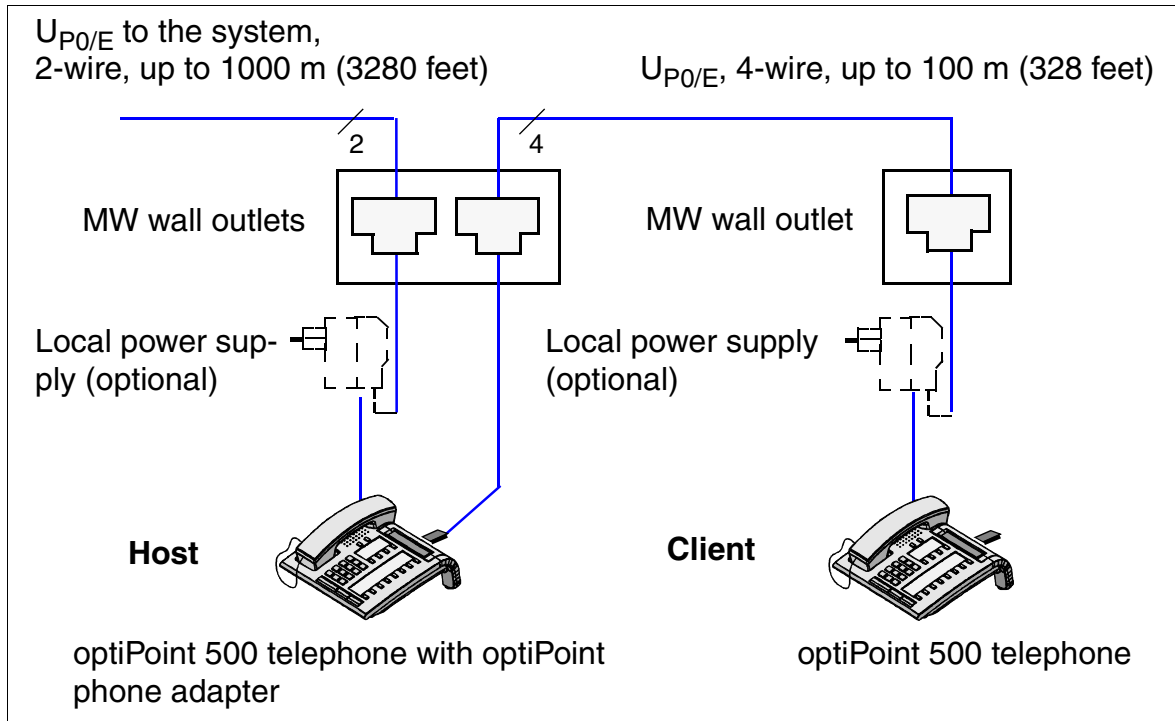 U_P0/E to the system,
2-wire, up to 1000 m (3280 feet)
U_P0/E, 4-wire, up to 100 m (328 feet)
2
4
MW wall outlets
MW wall outlet
Local power sup-
ply (optional)
Local power supply
(optional)
Host
Client
optiPoint 500 telephone with optiPoint
phone adapter
optiPoint 500 telephone